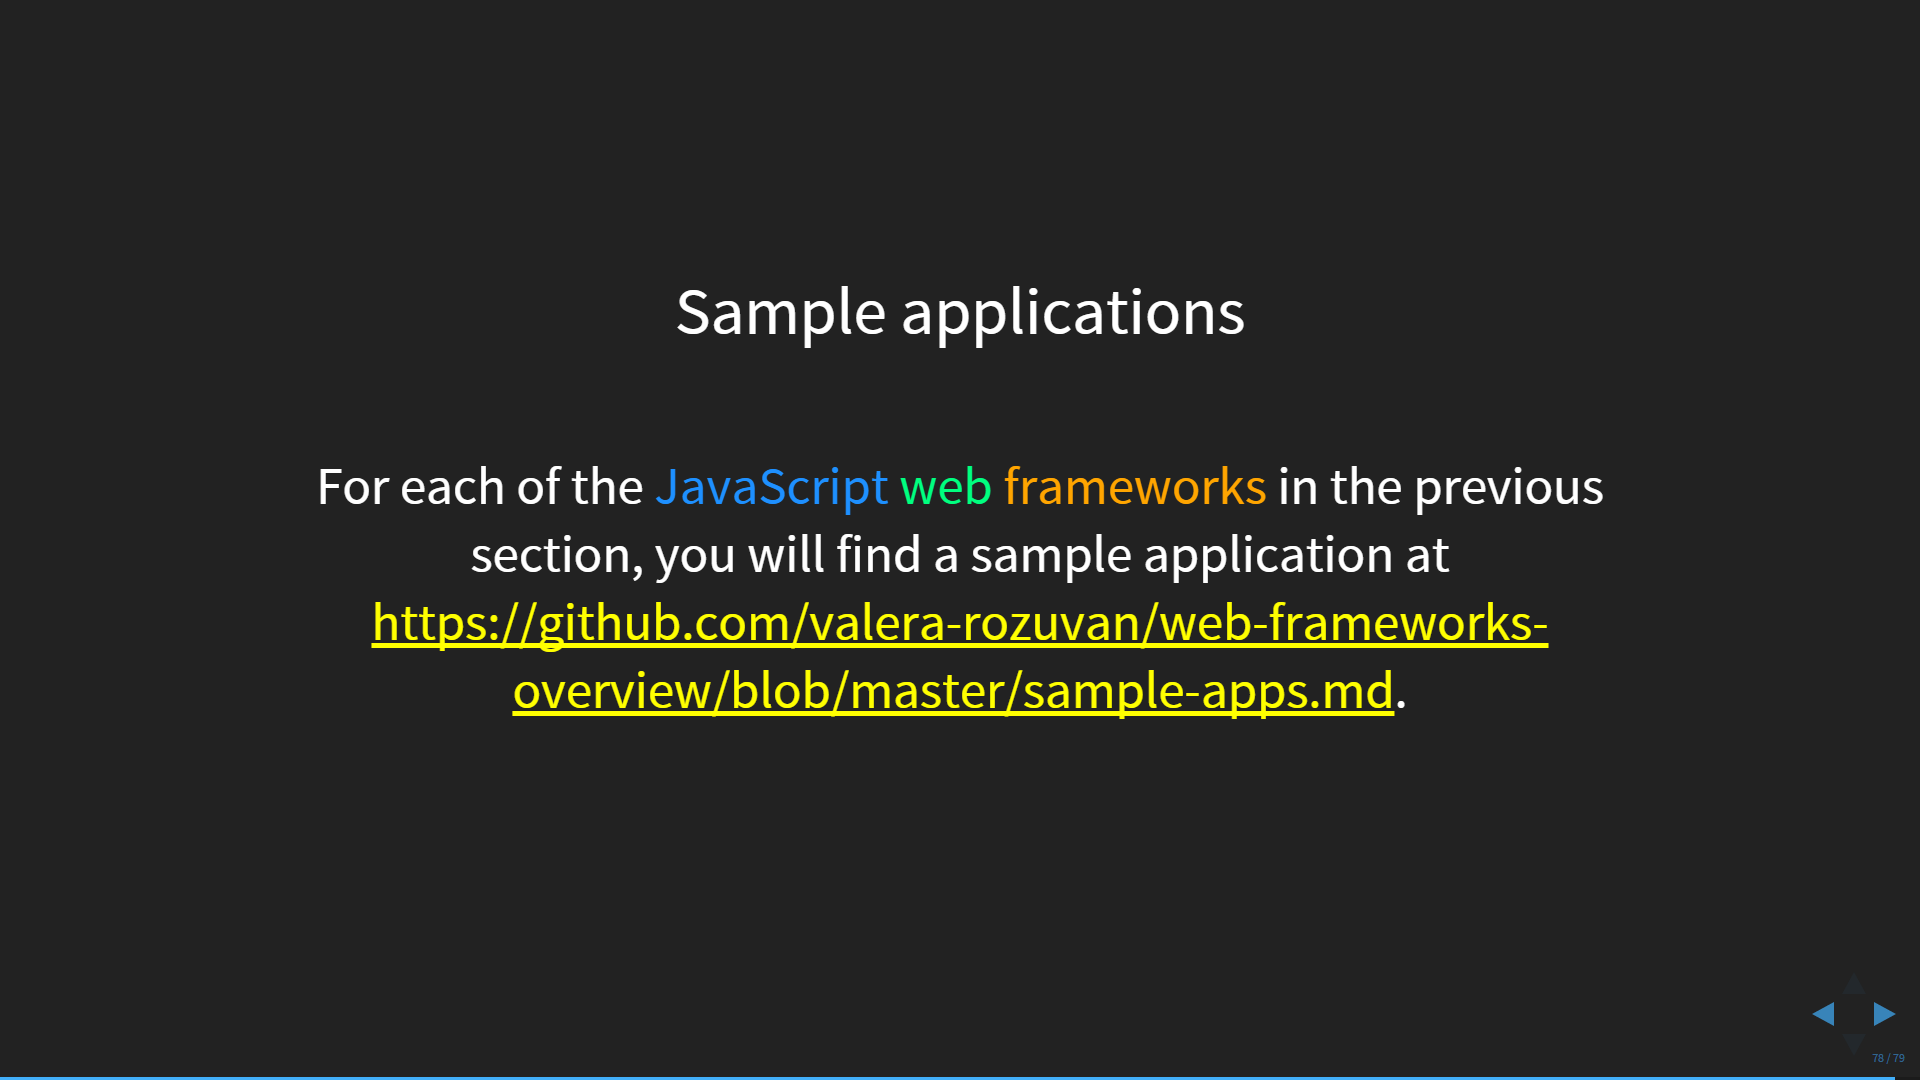 Sample applications
For each of the JavaScript web frameworks in the previous
section, you will find a sample application at
https://github.com/valera-rozuvan/web-frameworks-
overview/blob/master/sample-apps.md.
78 / 79